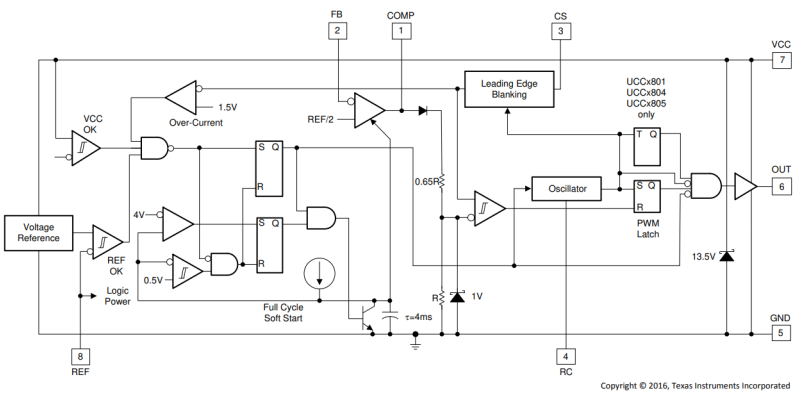 FB
COMP
CS
2
1
3
VCC
7
Leading Edge
Blanking
UCCx801
UCCx804
UCCx805
only
1.5V
Over-Current
REF/2
VCC
OK
T Q
S Q
R
0.65R
Oscillator
S Q
R
OUT
6
PWM
Latch
4V
S Q
R
Voltage
Reference
REF
OK
0.5V
13.5V
Logic
Power
Full Cycle
Soft Start
R
1V
τ=4ms
GND
5
8
REF
4
RC
Copyright © 2016, Texas Instruments Incorporated